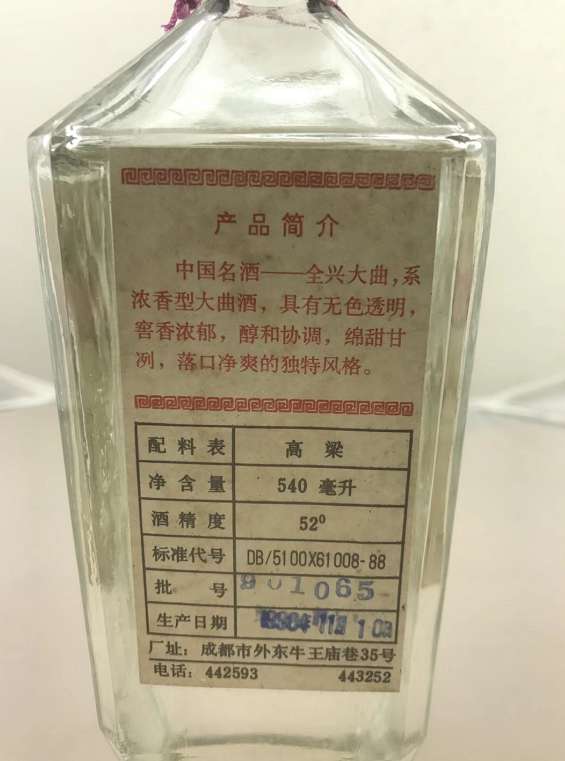 产品简介
中国名酒——全兴大曲，系
浓香型大曲酒，具有无色透明，
窖香浓郁，醇和协调，绵甜甘
冽，落口净爽的独特风格。
配料表 高 梁
净含量 540 毫升
酒精度 52⁰
标准代号 DB/5100X61008-88
批 号 901065
生产日期
厂址：成都市外东牛王庙巷35号
电话：442593 443252